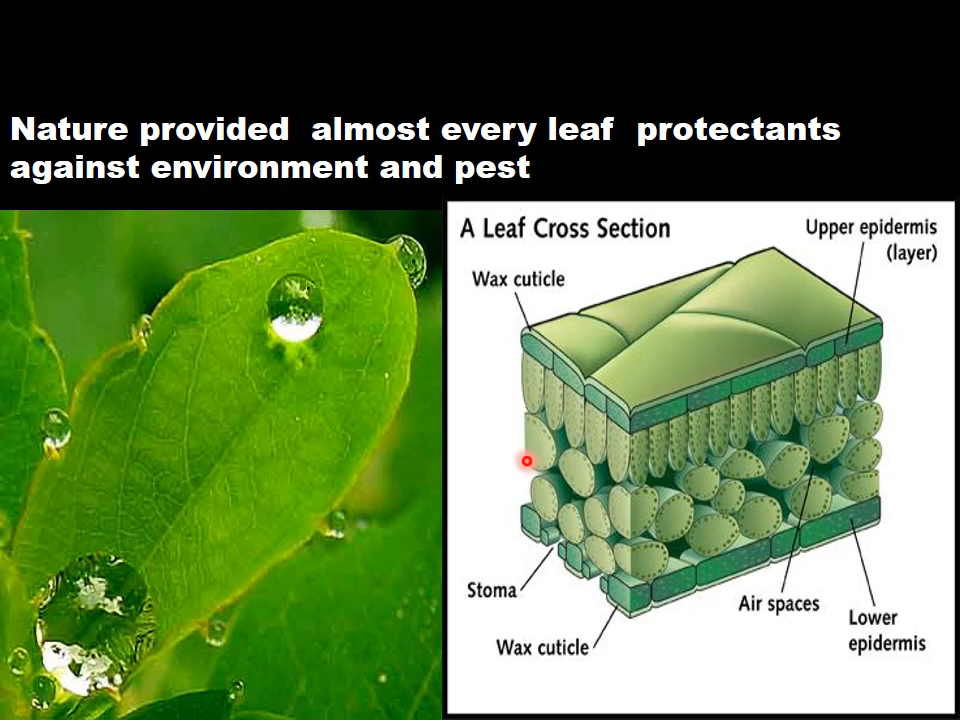 Nature provided  almost every leaf  protectants
against environment and pest
A Leaf Cross Section
Upper epidermis
(layer)
Wax cuticle
Stoma
Air spaces
Wax cuticle
Lower
epidermis